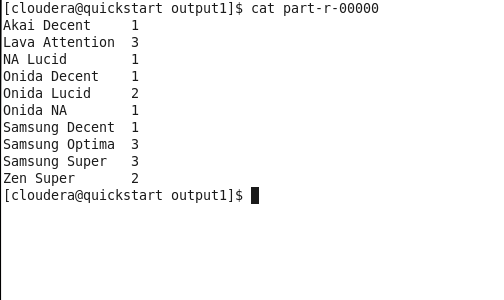 [cloudera@quickstart output1]$ cat part-r-00000
Akai Decent     1
Lava Attention  3
NA Lucid        1
Onida Decent    1
Onida Lucid     2
Onida NA        1
Samsung Decent  1
Samsung Optima  3
Samsung Super   3
Zen Super       2
[cloudera@quickstart output1]$